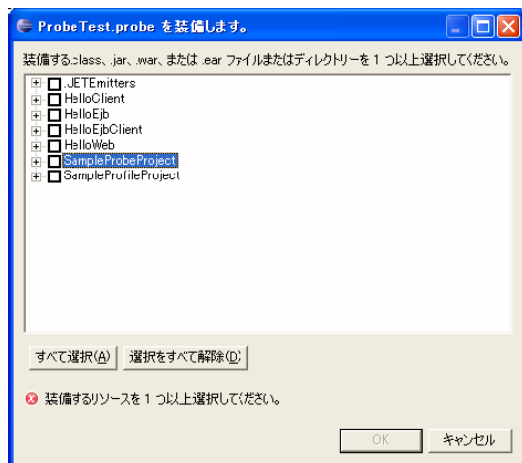 ProbeTest.probe を装備します。
装備する.class、.jar、.war、または .ear ファイルまたはディレクトリーを 1 つ以上選択してください。
.JETEmitters
HelloClient
HelloEjb
HelloEjbClient
HelloWeb
SampleProbeProject
SampleProfileProject
すべて選択(A) 選択をすべて解除(D)
装備するリソースを 1 つ以上選択してください。
OK キャンセル